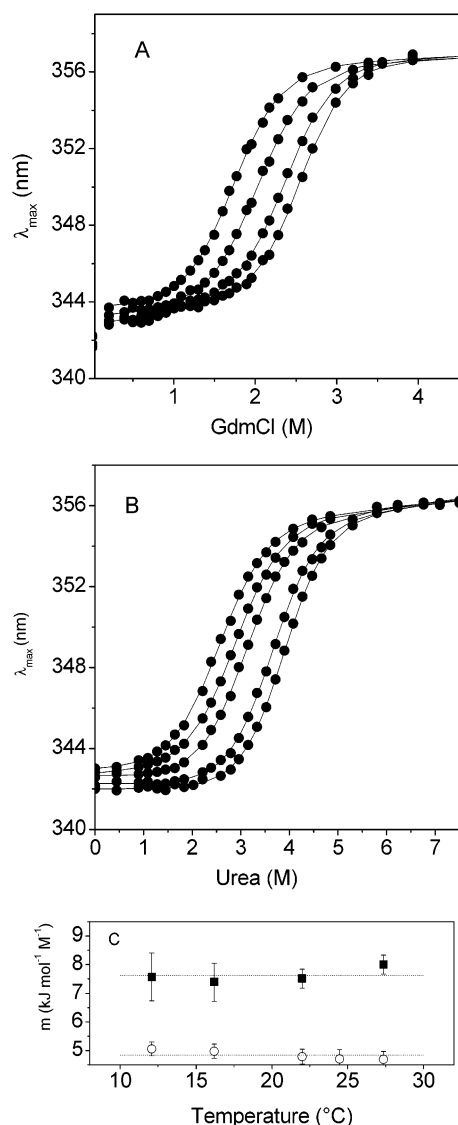 A
356
352
348
344
340
λmax (nm)
1 2 3 4
GdmCl (M)
B
356
352
348
344
340
λmax (nm)
0 1 2 3 4 5 6 7
Urea (M)
C
9
8
7
6
5
m (kJ mol⁻¹ M⁻¹)
10 15 20 25 30
Temperature (°C)